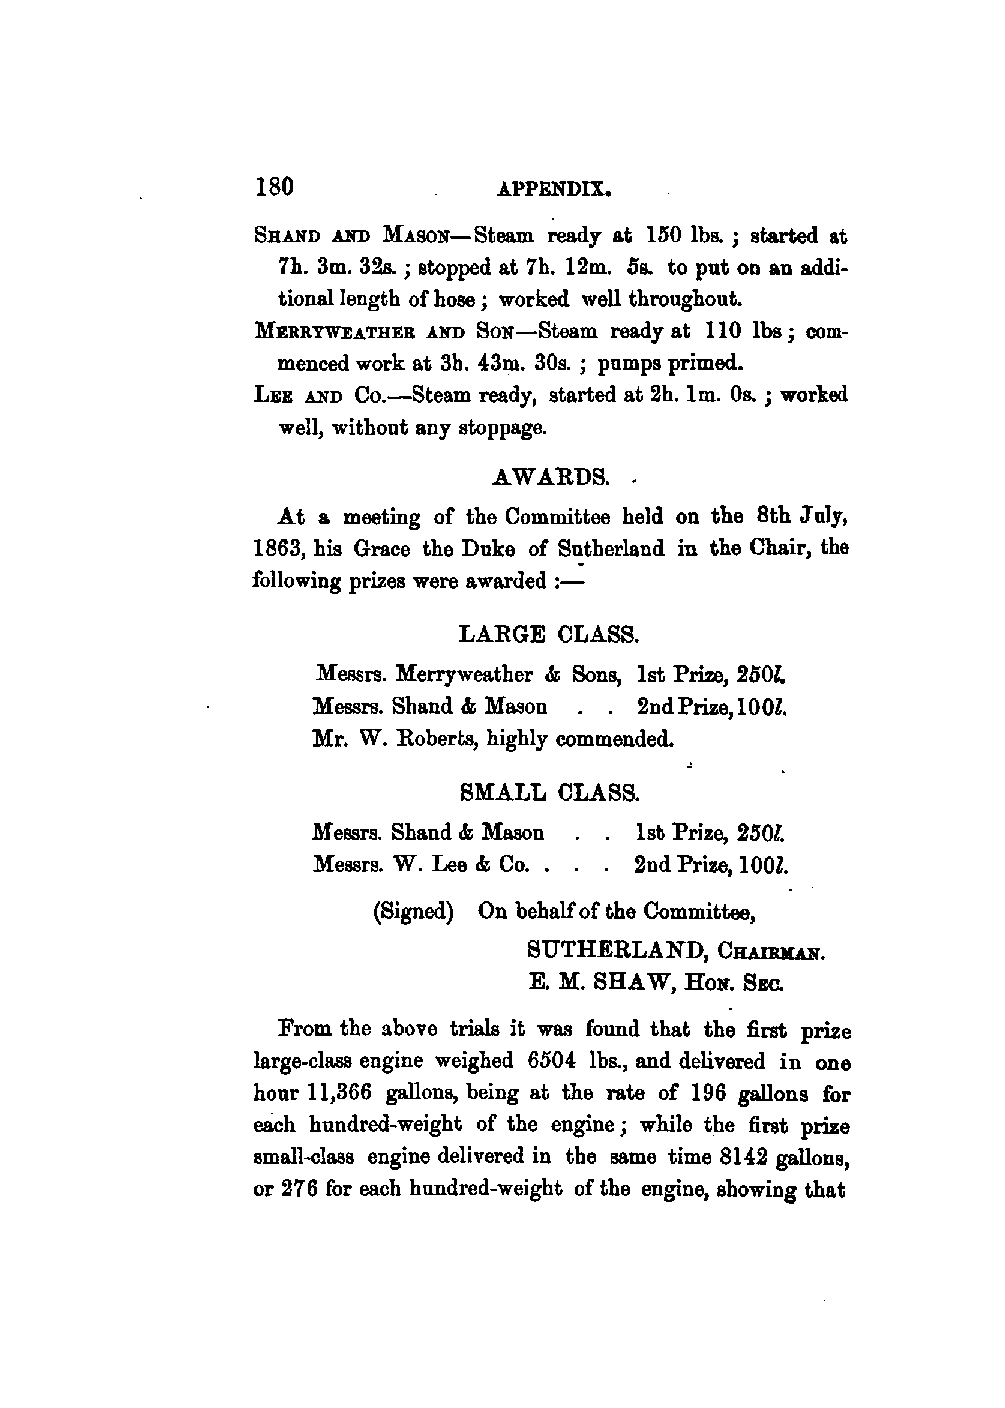 180 APPENDIX.
SHAND AND MASON—Steam ready at 150 lbs. ; started at
7h. 3m. 32s. ; stopped at 7h. 12m. 5s. to put on an addi-
tional length of hose ; worked well throughout.
MERRYWEATHER AND SON—Steam ready at 110 lbs ; com-
menced work at 3h. 43m. 30s. ; pumps primed.
LEE AND CO.—Steam ready, started at 2h. 1m. 0s. ; worked
well, without any stoppage.
AWARDS.
At a meeting of the Committee held on the 8th July,
1863, his Grace the Duke of Sutherland in the Chair, the
following prizes were awarded :—
LARGE CLASS.
Messrs. Merryweather & Sons, 1st Prize, 250l.
Messrs. Shand & Mason . . 2nd Prize, 100l.
Mr. W. Roberts, highly commended.
SMALL CLASS.
Messrs. Shand & Mason . . 1st Prize, 250l.
Messrs. W. Lee & Co. . . . 2nd Prize, 100l.
(Signed) On behalf of the Committee,
SUTHERLAND, CHAIRMAN.
E. M. SHAW, HON. SEC.
From the above trials it was found that the first prize
large-class engine weighed 6504 lbs., and delivered in one
hour 11,366 gallons, being at the rate of 196 gallons for
each hundred-weight of the engine ; while the first prize
small-class engine delivered in the same time 8142 gallons,
or 276 for each hundred-weight of the engine, showing that